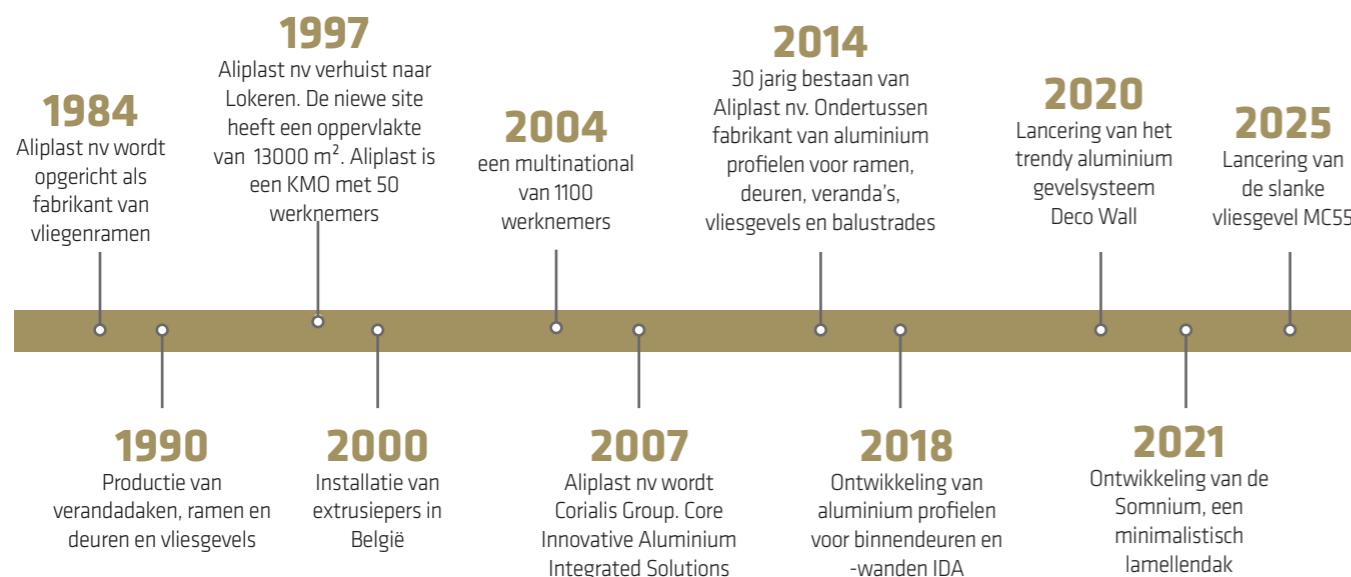 1984
Aliplast nv wordt
opgericht als
fabrikant van
vliegenramen
1990
Productie van
verandadaken, ramen en
deuren en vliesgevels
1997
Aliplast nv verhuist naar
Lokeren. De niewe site
heeft een oppervlakte
van 13000 m². Aliplast is
een KMO met 50
werknemers
2000
Installatie van
extrusiepers in
België
2004
een multinational
van 1100
werknemers
2007
Aliplast nv wordt
Corialis Group. Core
Innovative Aluminium
Integrated Solutions
2014
30 jarig bestaan van
Aliplast nv. Ondertussen
fabrikant van aluminium
profielen voor ramen,
deuren, veranda's,
vliesgevels en balustrades
2018
Ontwikkeling van
aluminium profielen
voor binnendeuren en
-wanden IDA
2020
Lancering van het
trendy aluminium
gevelsysteem
Deco Wall
2021
Ontwikkeling van de
Somnium, een
minimalistisch
lamellendak
2025
Lancering van
de slanke
vliesgevel MC55